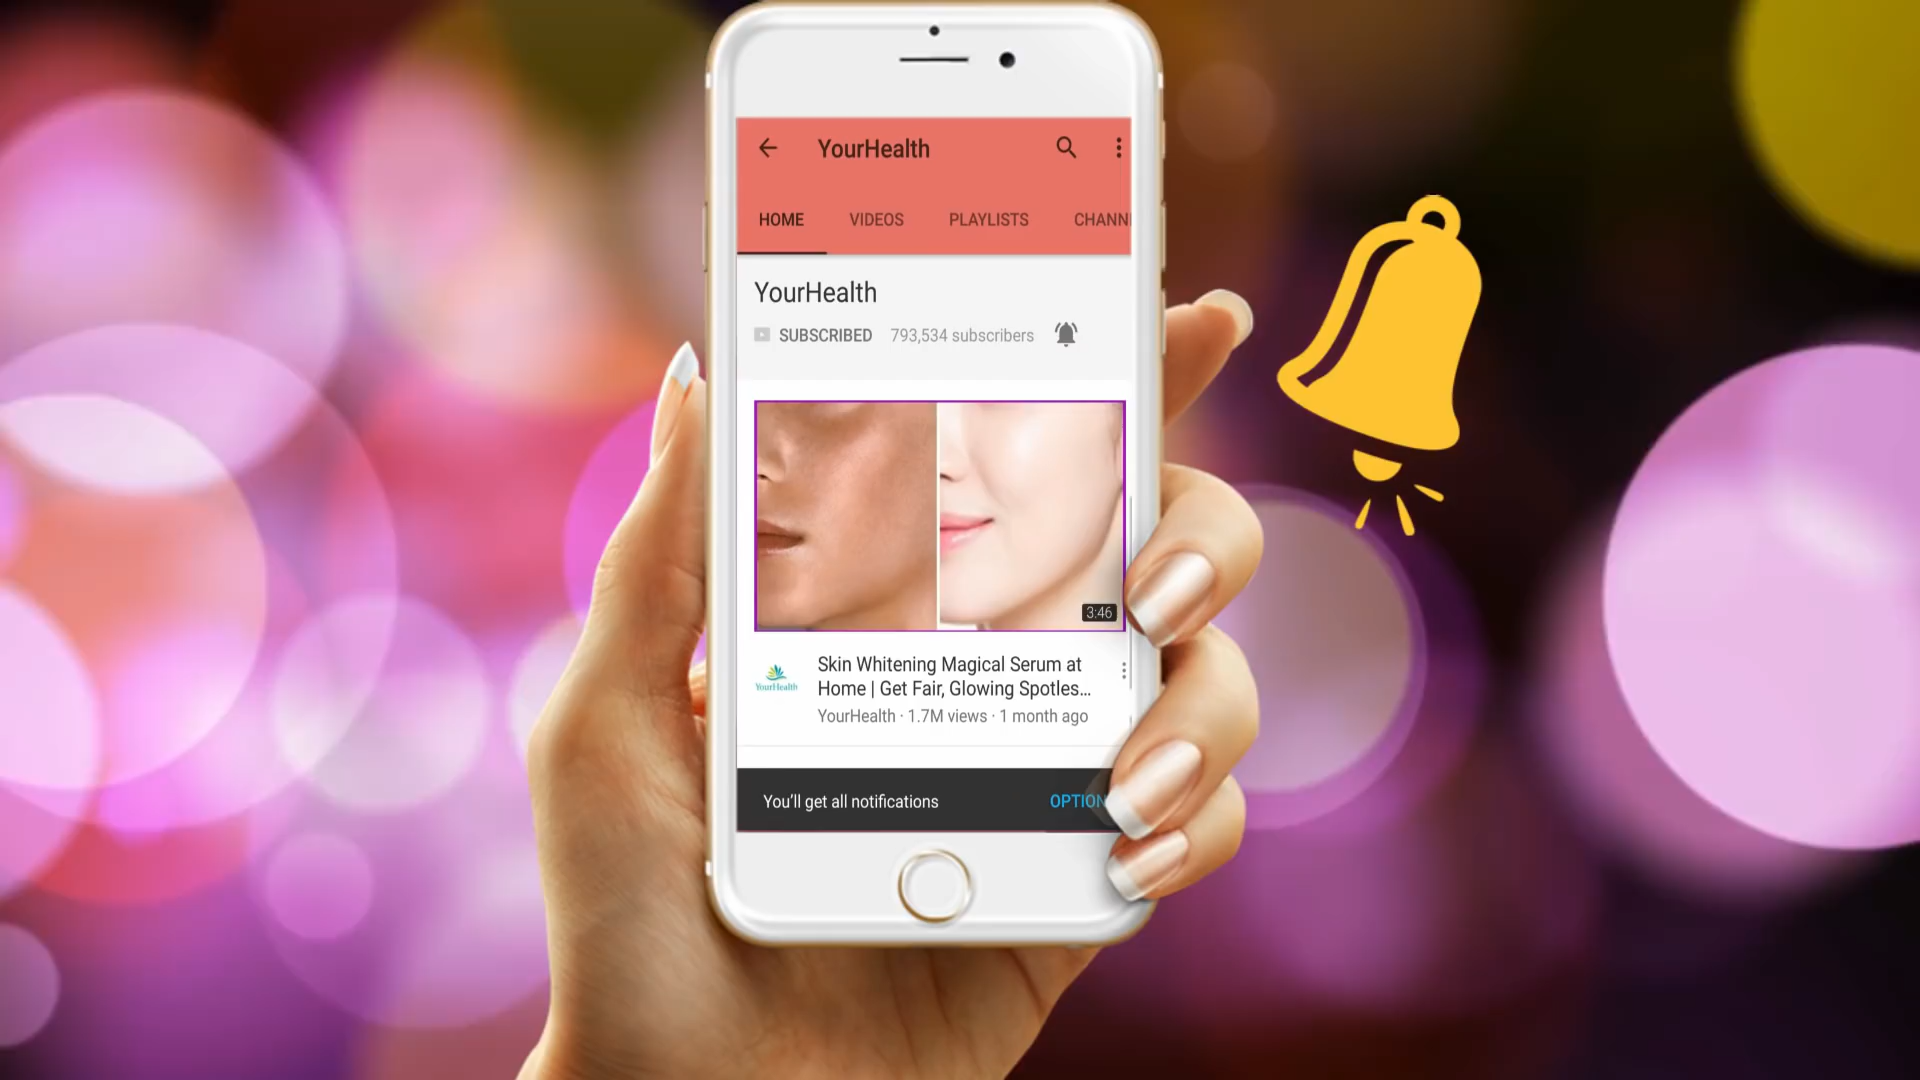 YourHealth
HOME VIDEOS PLAYLISTS CHANN
YourHealth
SUBSCRIBED 793,534 subscribers
3:46
Skin Whitening Magical Serum at
Home | Get Fair, Glowing Spotles...
YourHealth
YourHealth · 1.7M views · 1 month ago
You'll get all notifications OPTION